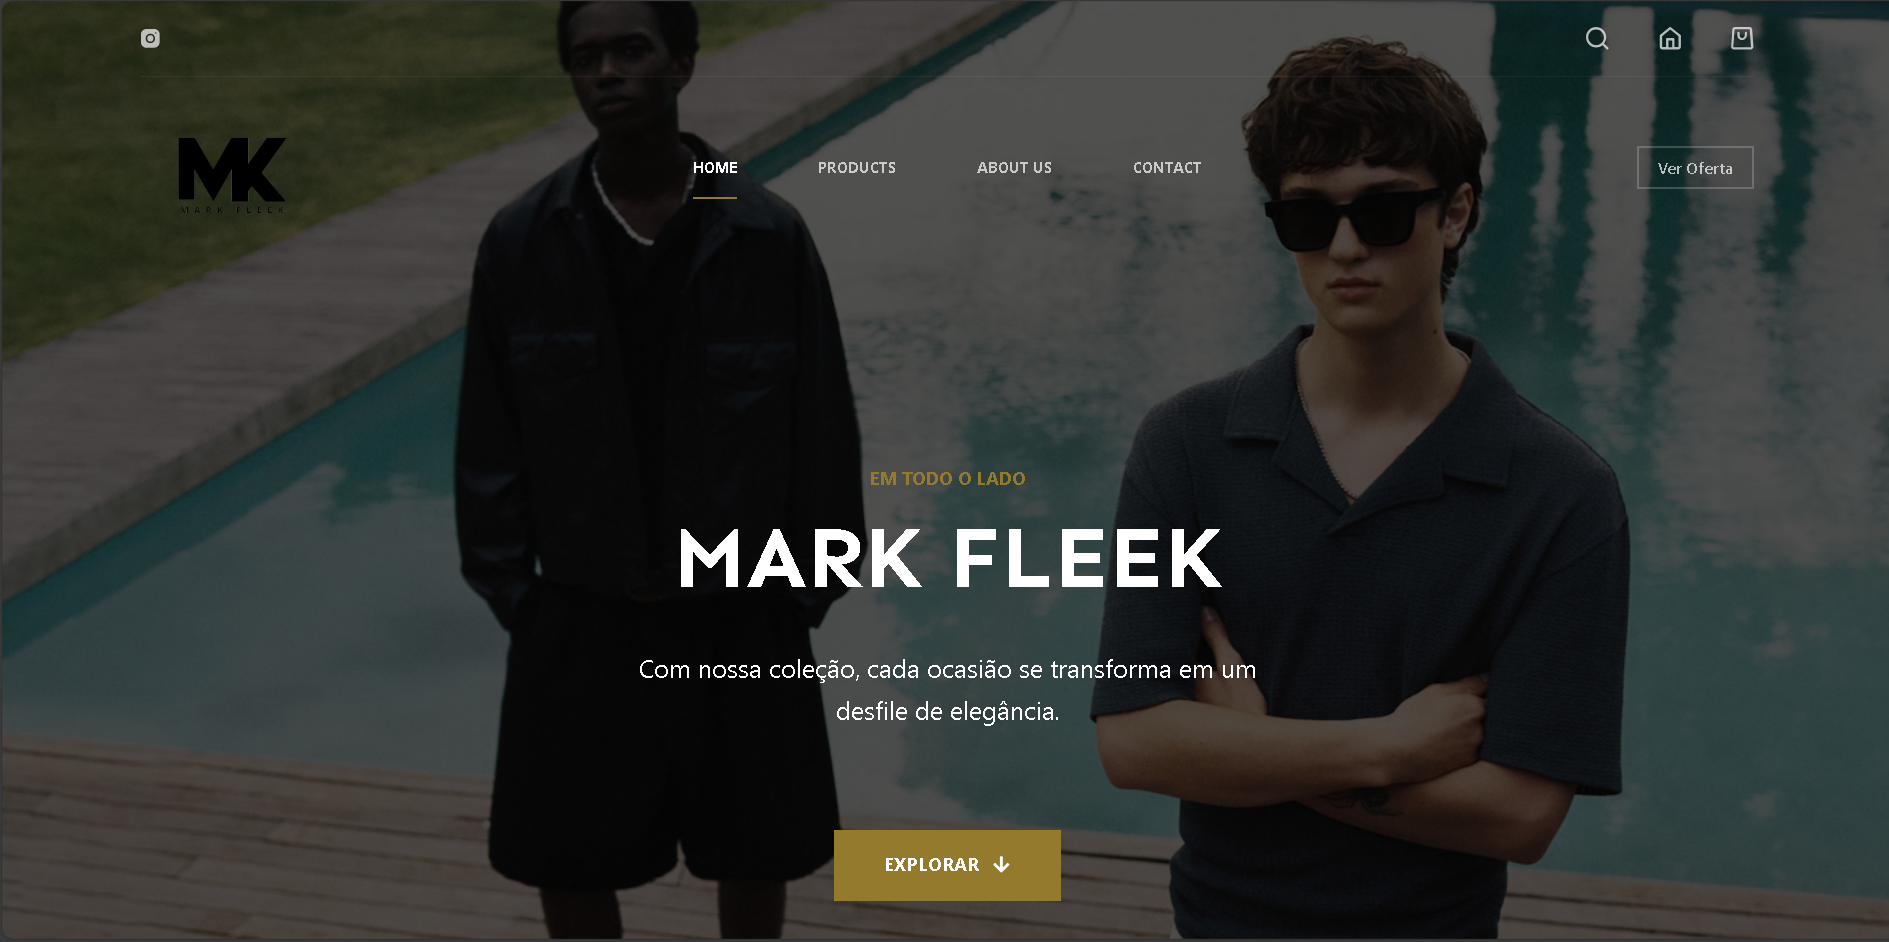 MK
MARK FLEEK
HOME
PRODUCTS
ABOUT US
CONTACT
Ver Oferta
EM TODO O LADO
MARK FLEEK
Com nossa coleção, cada ocasião se transforma em um
desfile de elegância.
EXPLORAR